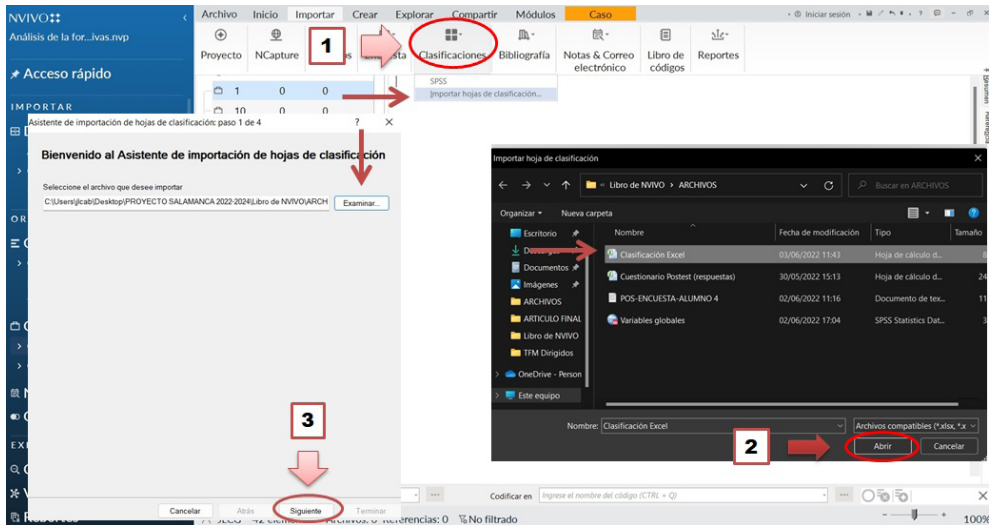 NVIVO
Análisis de la for...ivas.nvp
Acceso rápido
IMPORTAR
Archivo Inicio Importar Crear Explorar Compartir Módulos Caso
Iniciar sesión
Proyecto NCapture Clasificaciones Bibliografía Notas & Correo electrónico Libro de códigos Reportes
1
SPSS
Importar hojas de clasificación...
1 0 0
10 0 0
Asistente de importación de hojas de clasificación: paso 1 de 4 ? X
Bienvenido al Asistente de importación de hojas de clasificación
Seleccione el archivo que desee importar
C:\Users\jlcab\Desktop\PROYECTO SALAMANCA 2022-2024\Libro de NVIVO\ARCH Examinar...
3
Cancelar Atrás Siguiente Terminar
Importar hoja de clasificación
« Libro de NVIVO > ARCHIVOS
Buscar en ARCHIVOS
Organizar Nueva carpeta
Escritorio
Documentos
Imágenes
ARCHIVOS
ARTICULO FINAL
Libro de NVIVO
TFM Dirigidos
OneDrive - Person
Este equipo
Nombre Fecha de modificación Tipo Tamaño
Clasificación Excel 03/06/2022 11:43 Hoja de cálculo d... 8
Cuestionario Postest (respuestas) 30/05/2022 15:13 Hoja de cálculo d... 24
POS-ENCUESTA-ALUMNO 4 02/06/2022 11:16 Documento de tex... 11
Variables globales 02/06/2022 17:04 SPSS Statistics Dat... 3
Nombre: Clasificación Excel Archivos compatibles (*.xlsx, *.x
2
Abrir Cancelar
Codificar en Ingrese el nombre del código (CTRL + Q)
No filtrado
100%